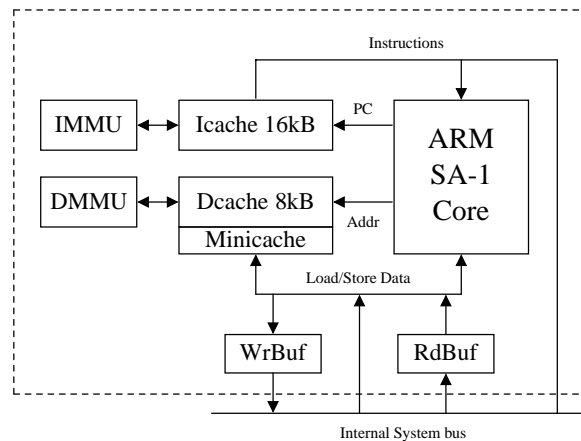 Instructions
IMMU
Icache 16kB
PC
ARM
SA-1
Core
DMMU
Dcache 8kB
Addr
Minicache
Load/Store Data
WrBuf
RdBuf
Internal System bus